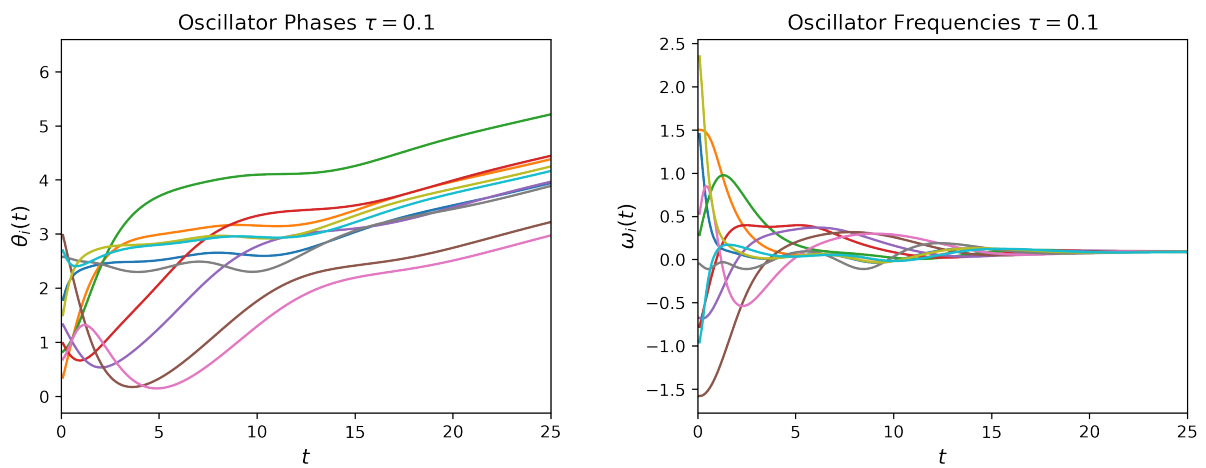 Oscillator Phases τ = 0.1
θᵢ(t)
6
5
4
3
2
1
0
0 5 10 15 20 25
t
Oscillator Frequencies τ = 0.1
ωᵢ(t)
2.5
2.0
1.5
1.0
0.5
0.0
−0.5
−1.0
−1.5
0 5 10 15 20 25
t